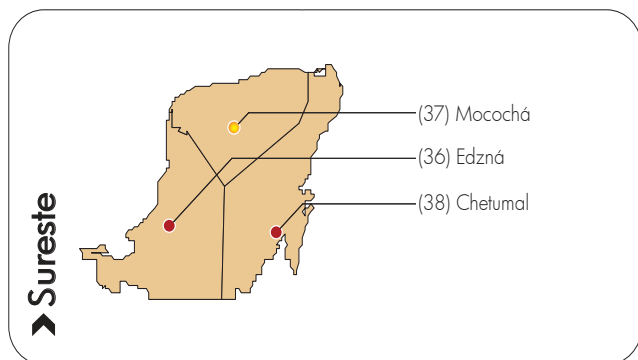 (37) Mocochá
(36) Edzná
(38) Chetumal
Sureste